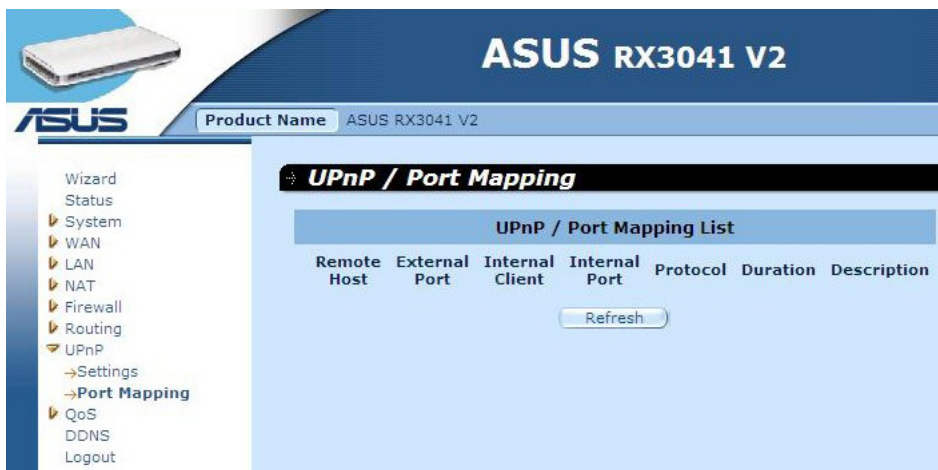 ASUS RX3041 V2
ASUS
Product Name ASUS RX3041 V2
Wizard
Status
System
WAN
LAN
NAT
Firewall
Routing
UPnP
→Settings
→Port Mapping
QoS
DDNS
Logout
UPnP / Port Mapping
UPnP / Port Mapping List
Remote Host External Port Internal Client Internal Port Protocol Duration Description
Refresh